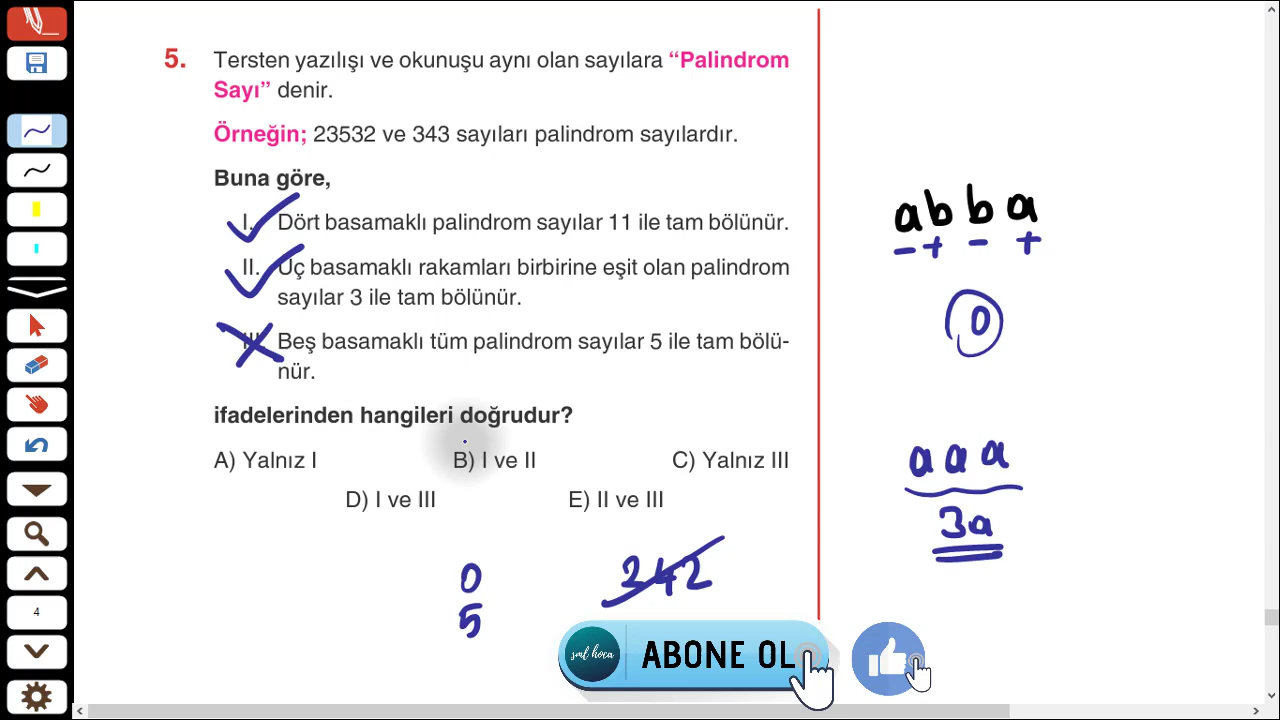 5. Tersten yazılışı ve okunuşu aynı olan sayılara “Palindrom
Sayı” denir.
Örneğin; 23532 ve 343 sayıları palindrom sayılardır.
Buna göre,
I. Dört basamaklı palindrom sayılar 11 ile tam bölünür.
II. Üç basamaklı rakamları birbirine eşit olan palindrom
sayılar 3 ile tam bölünür.
III. Beş basamaklı tüm palindrom sayılar 5 ile tam bölü-
nür.
ifadelerinden hangileri doğrudur?
A) Yalnız I B) I ve II C) Yalnız III
D) I ve III E) II ve III
0
5
242
a b b a
- + - +
0
a a a
3a
4
sml hoca
ABONE OL